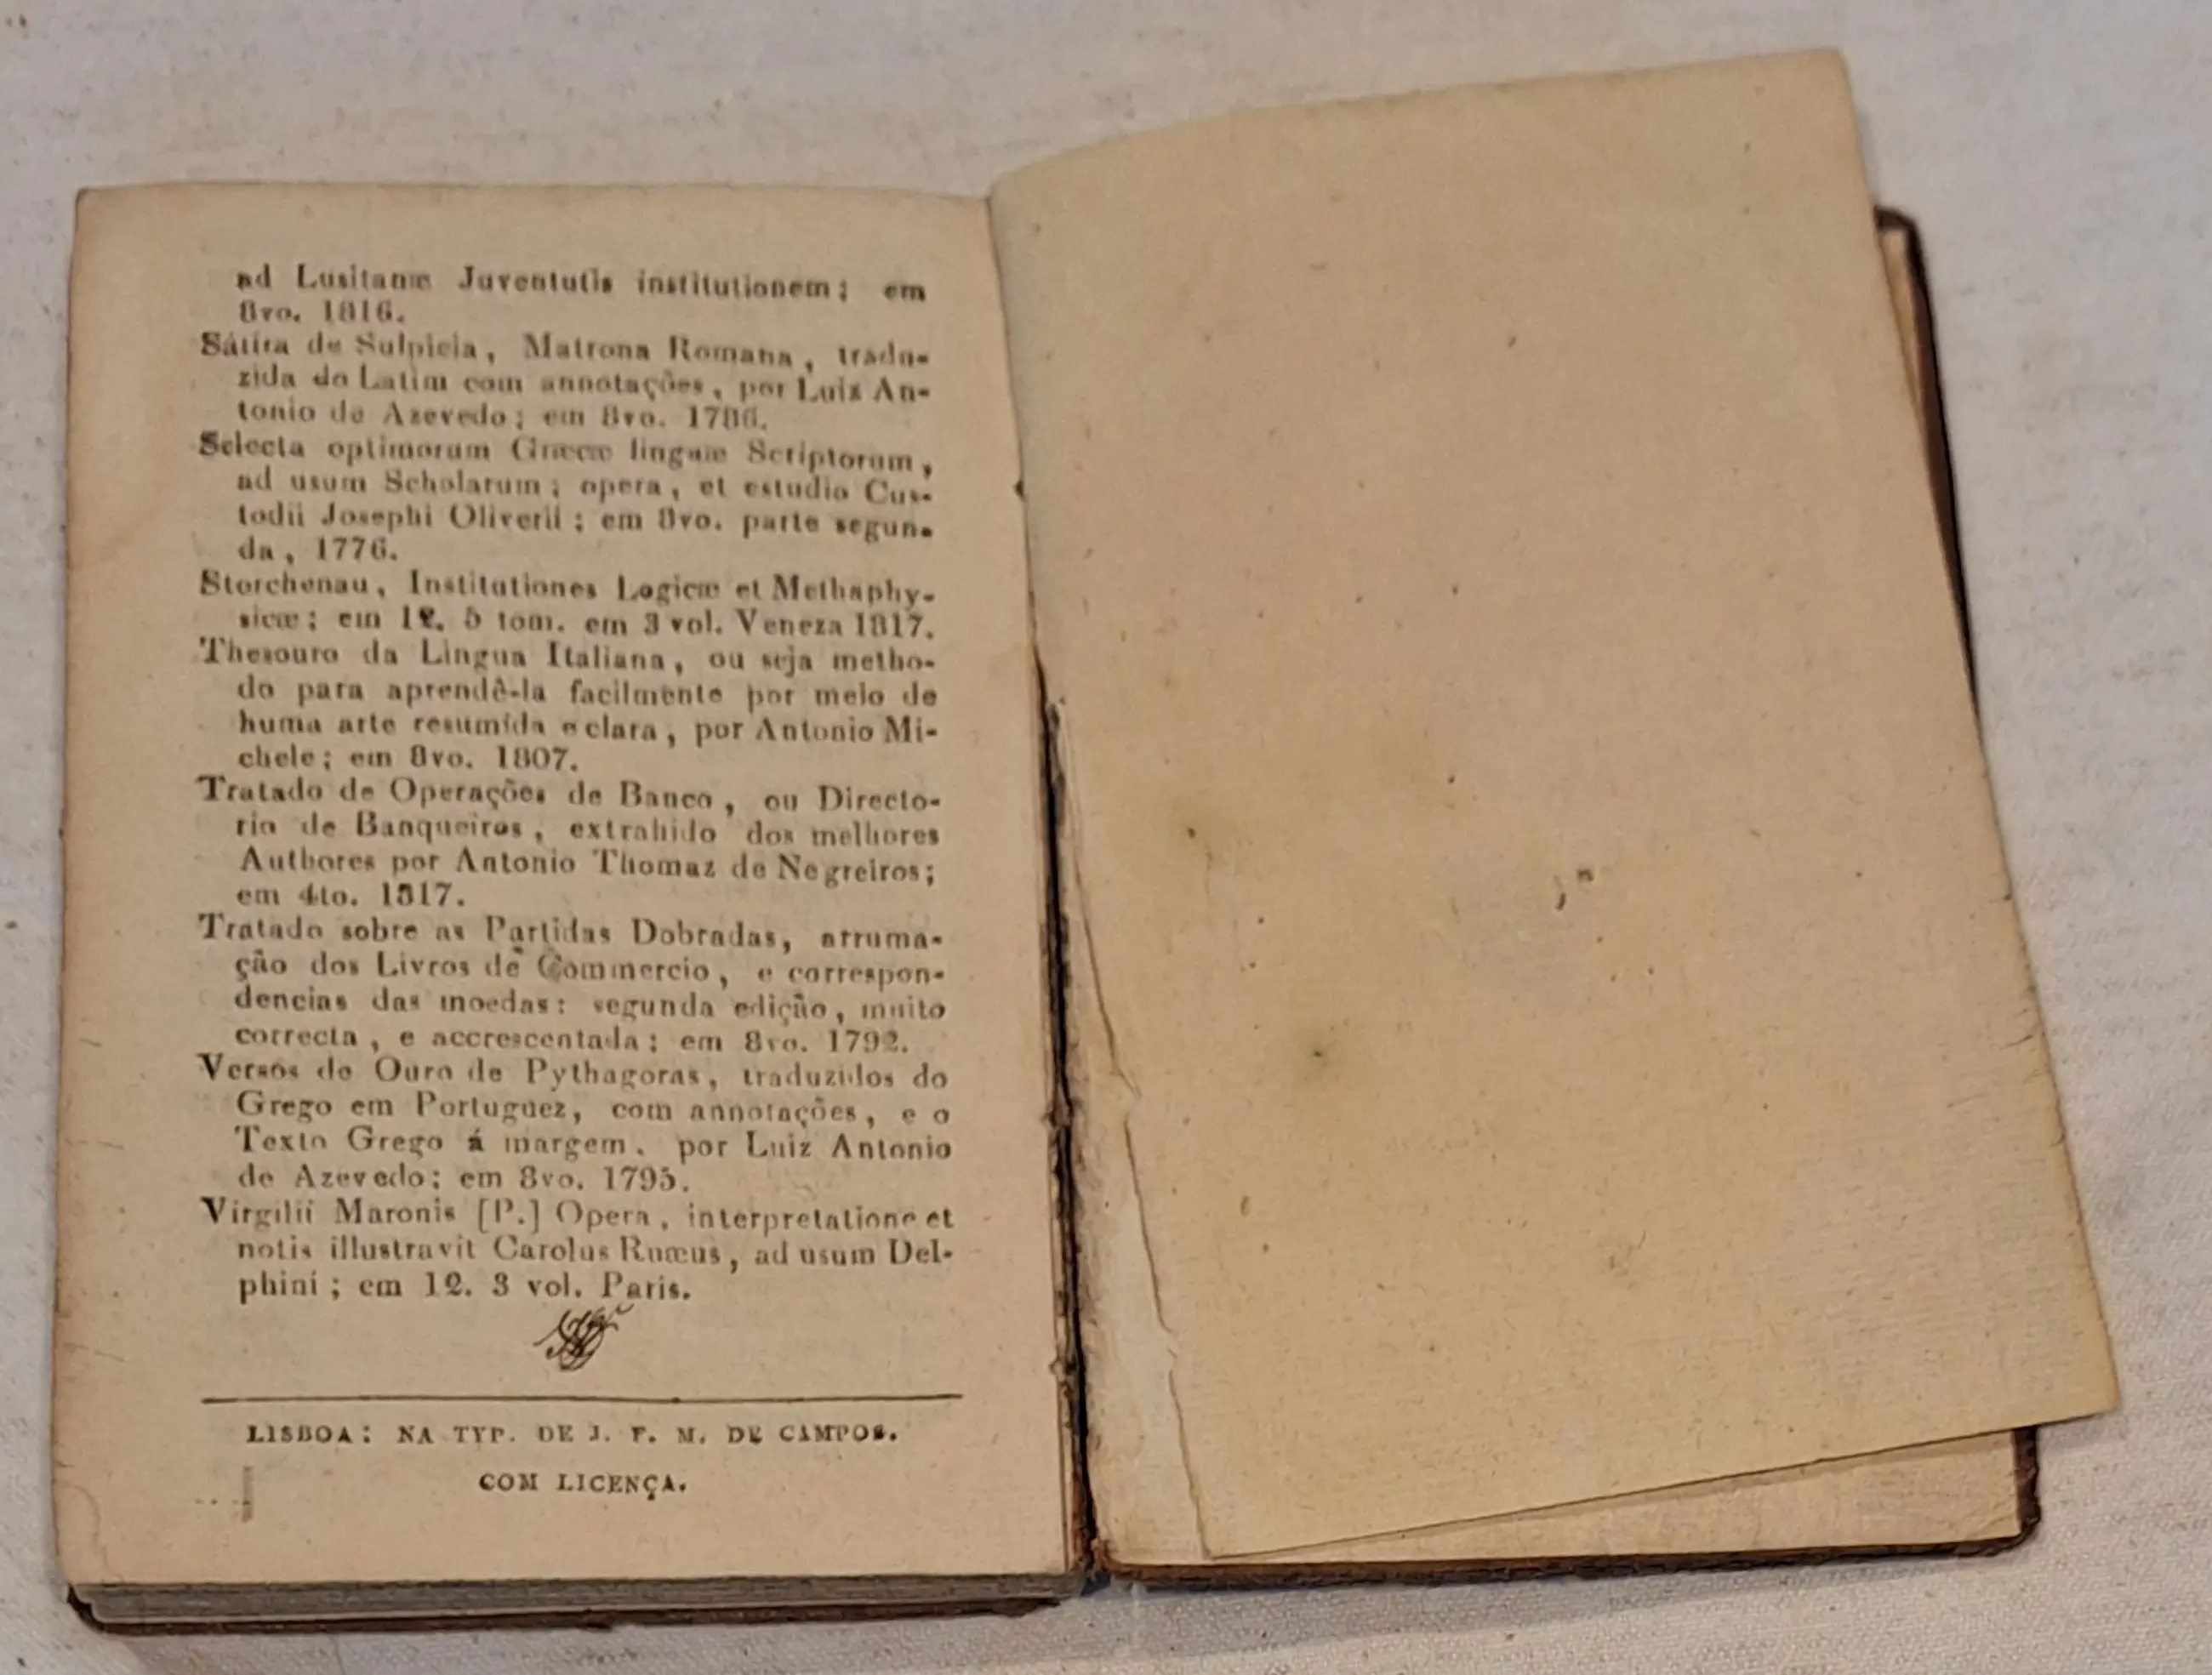 ad Lusitanæ Juventutis institutionem; em
8vo. 1816.
Sátira de Sulpicia, Matrona Romana, tradu-
zida do Latim com annotações, por Luiz An-
tonio de Azevedo; em 8vo. 1786.
Selecta optimorum Græcæ linguæ Scriptorum,
ad usum Scholarum; opera, et estudio Cus-
todii Josephi Oliverii; em 8vo. parte segun-
da, 1776.
Storchenau, Institutiones Logicæ et Methaphy-
sicæ; em 12. 5 tom. em 3 vol. Veneza 1817.
Thesouro da Lingua Italiana, ou seja metho-
do para aprendê-la facilmente por meio de
huma arte resumida e clara, por Antonio Mi-
chele; em 8vo. 1807.
Tratado de Operações de Banco, ou Directo-
rio de Banqueiros, extrahido dos melhores
Authores por Antonio Thomaz de Negreiros;
em 4to. 1817.
Tratado sobre as Partidas Dobradas, arruma-
ção dos Livros de Commercio, e correspon-
dencias das moedas: segunda edição, muito
correcta, e accrescentada; em 8vo. 1792.
Versos de Ouro de Pythagoras, traduzidos do
Grego em Portuguez, com annotações, e o
Texto Grego á margem, por Luiz Antonio
de Azevedo; em 8vo. 1795.
Virgilii Maronis [P.] Opera, interpretatione et
notis illustravit Carolus Ruæus, ad usum Del-
phini; em 12. 3 vol. Paris.
LISBOA: NA TYP. DE J. F. M. DE CAMPOS.
COM LICENÇA.